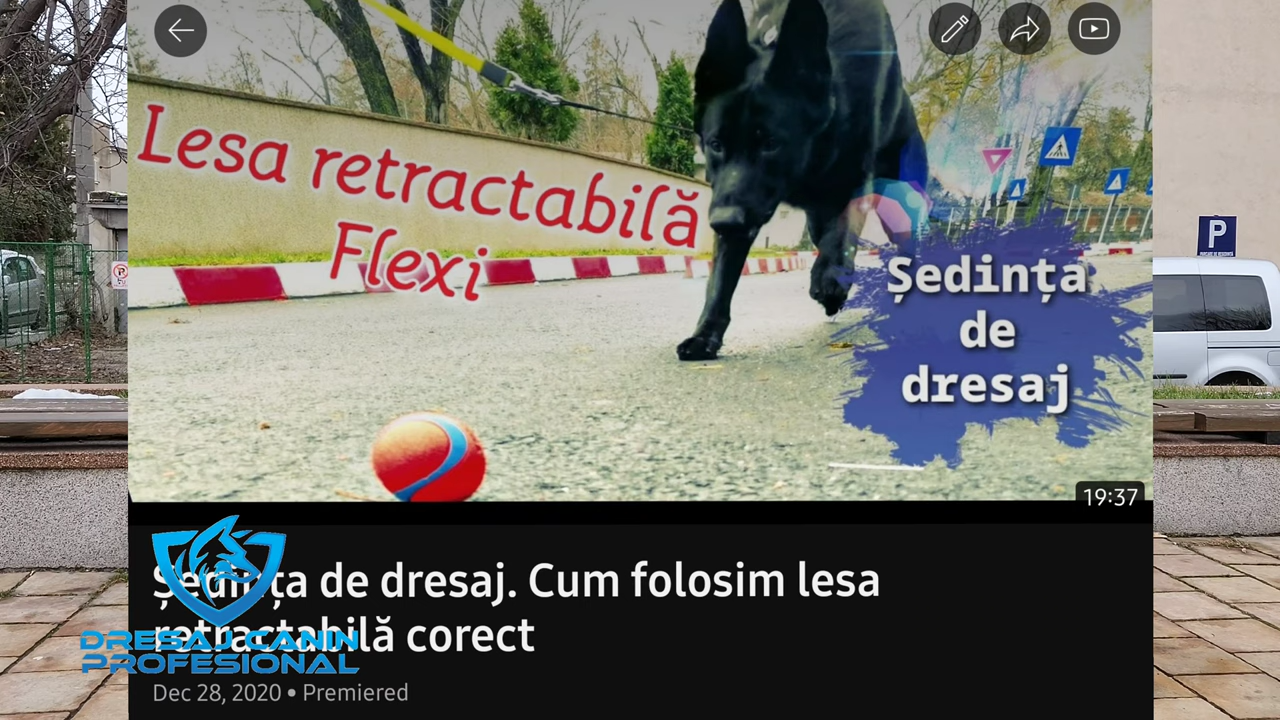 Lesa retractabilă
Flexi
Ședința
de
dresaj
P
19:37
Ședința de dresaj. Cum folosim lesa
retractabilă corect
DRESAJ CANIN
PROFESIONAL
Dec 28, 2020 • Premiered